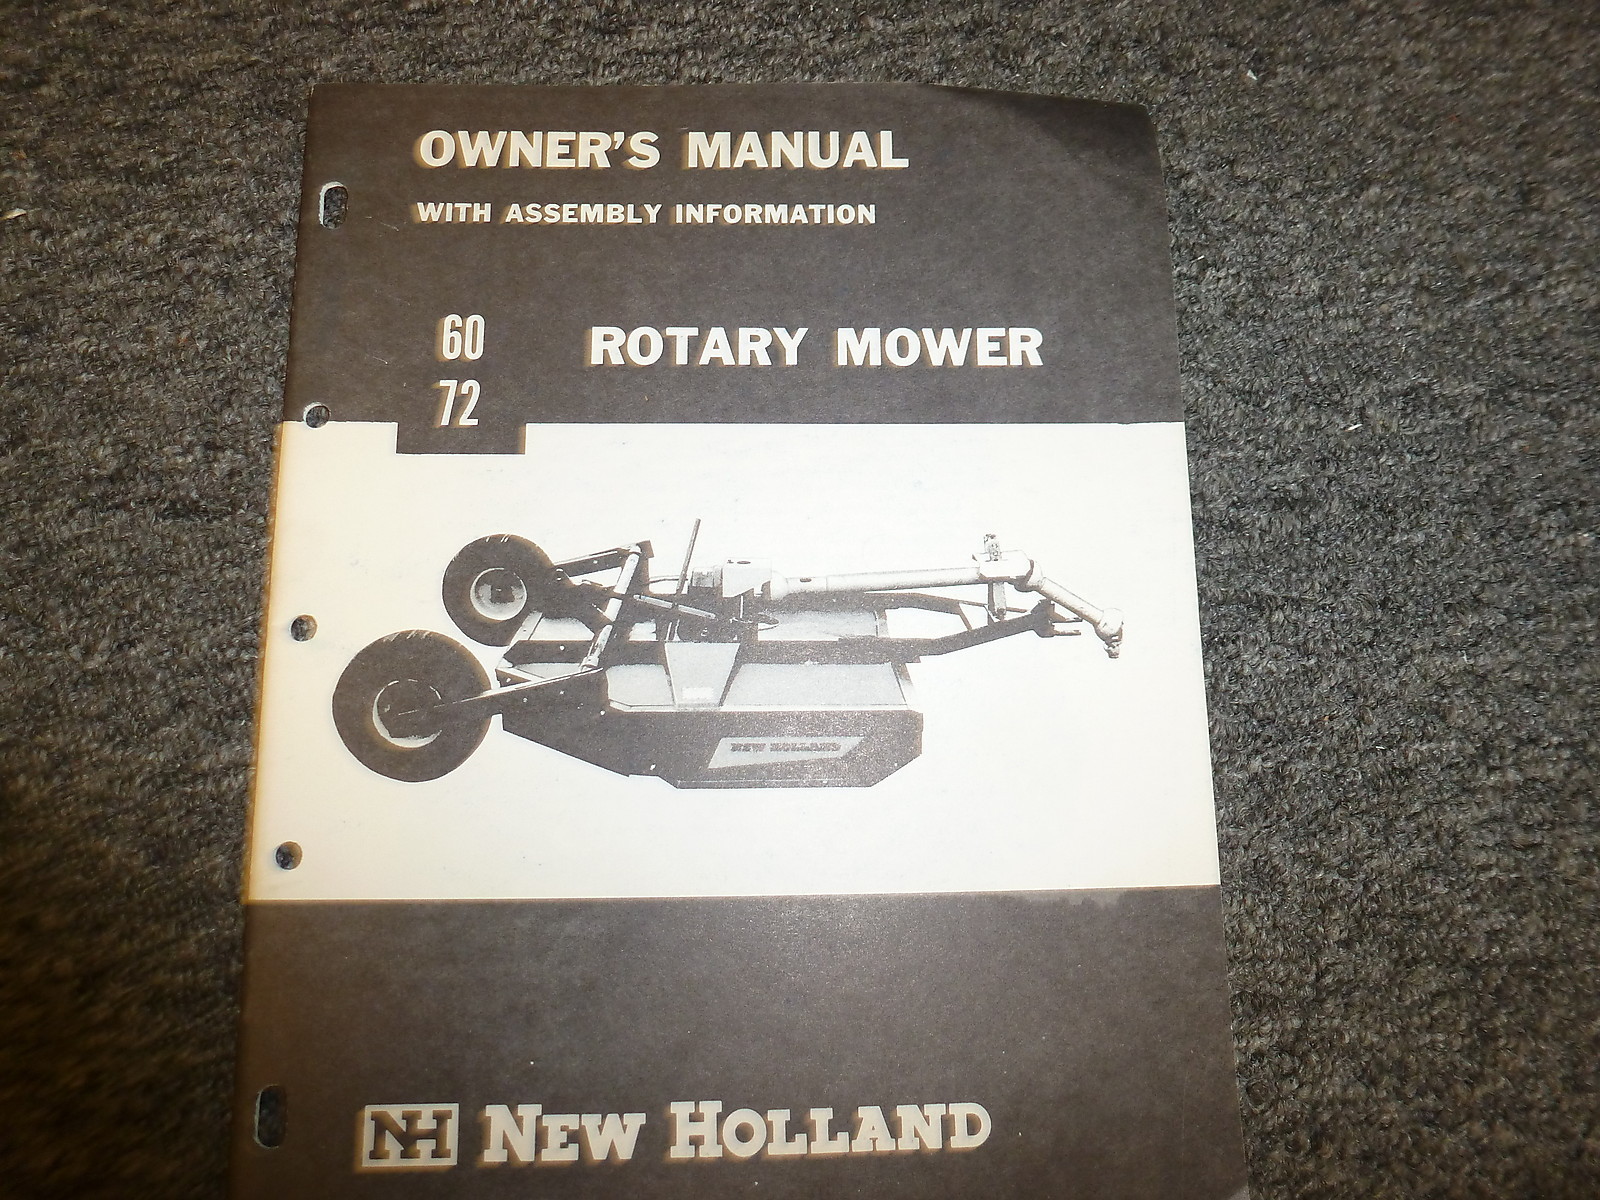 OWNER'S MANUAL
WITH ASSEMBLY INFORMATION
60
ROTARY MOWER
72
NEW HOLLAND
NH NEW HOLLAND